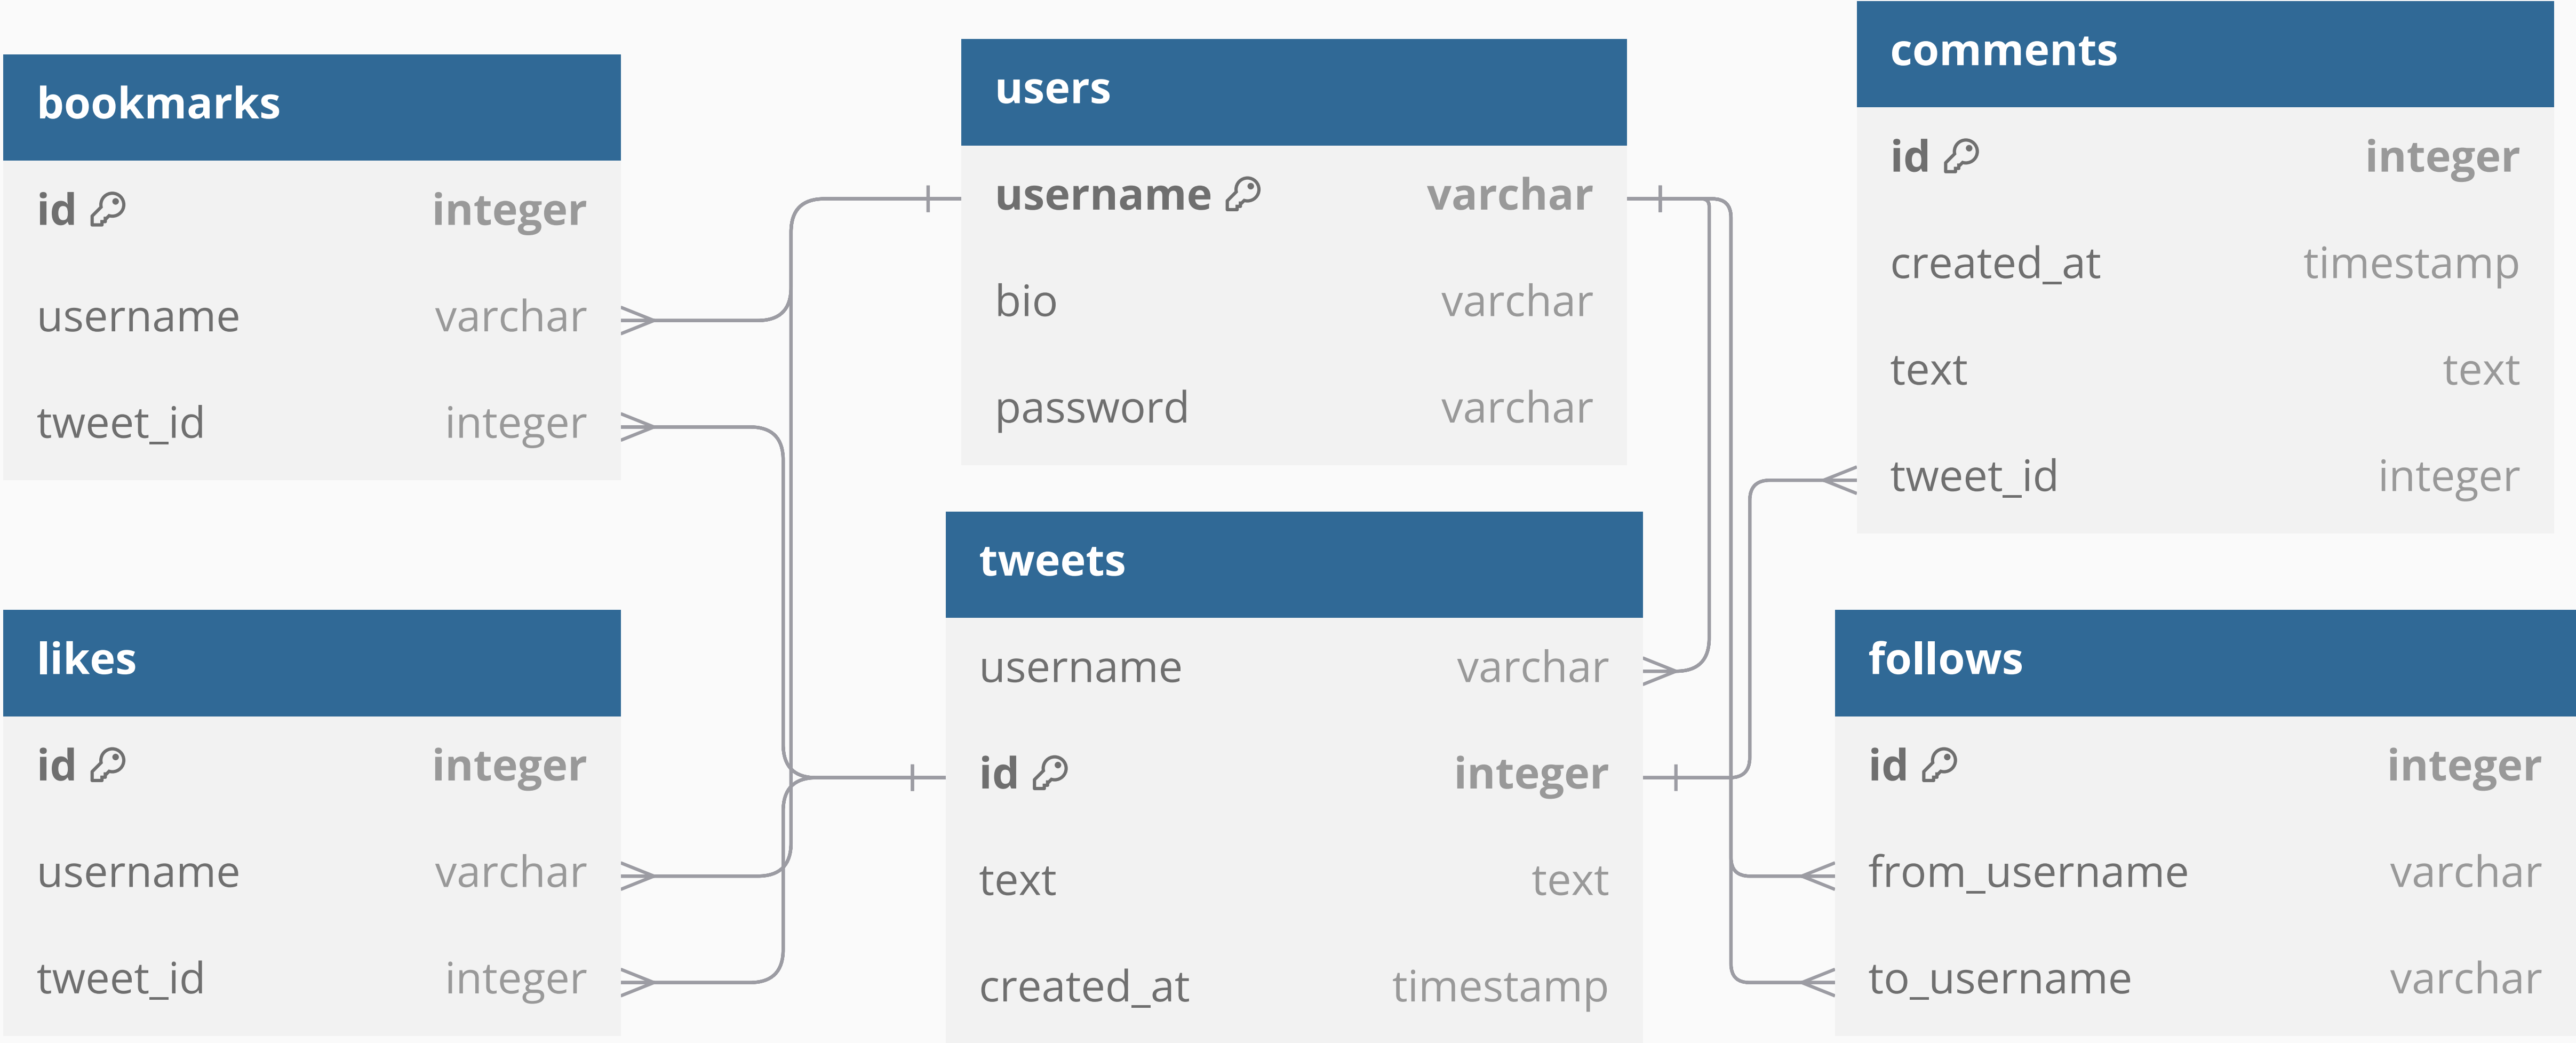 bookmarks
id integer
username varchar
tweet_id integer
likes
id integer
username varchar
tweet_id integer
users
username varchar
bio varchar
password varchar
tweets
username varchar
id integer
text text
created_at timestamp
comments
id integer
created_at timestamp
text text
tweet_id integer
follows
id integer
from_username varchar
to_username varchar